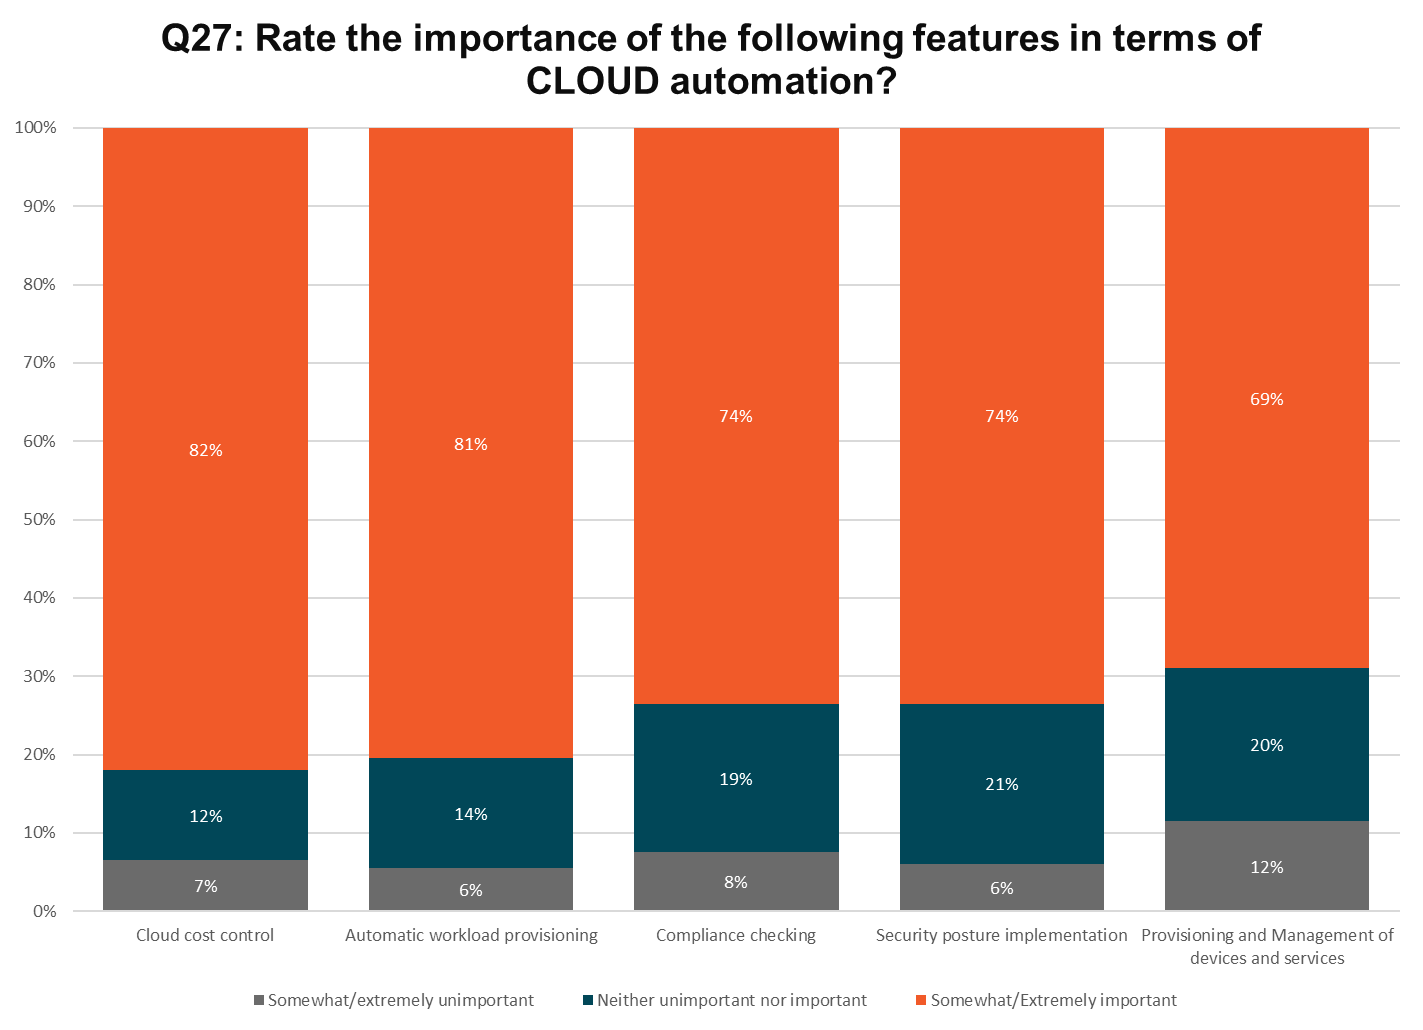 Q27: Rate the importance of the following features in terms of
CLOUD automation?
100%
90%
80%
70%
60%
50%
40%
30%
20%
10%
0%
82%
12%
7%
81%
14%
6%
74%
19%
8%
74%
21%
6%
69%
20%
12%
Cloud cost control
Automatic workload provisioning
Compliance checking
Security posture implementation
Provisioning and Management of
devices and services
Somewhat/extremely unimportant
Neither unimportant nor important
Somewhat/Extremely important